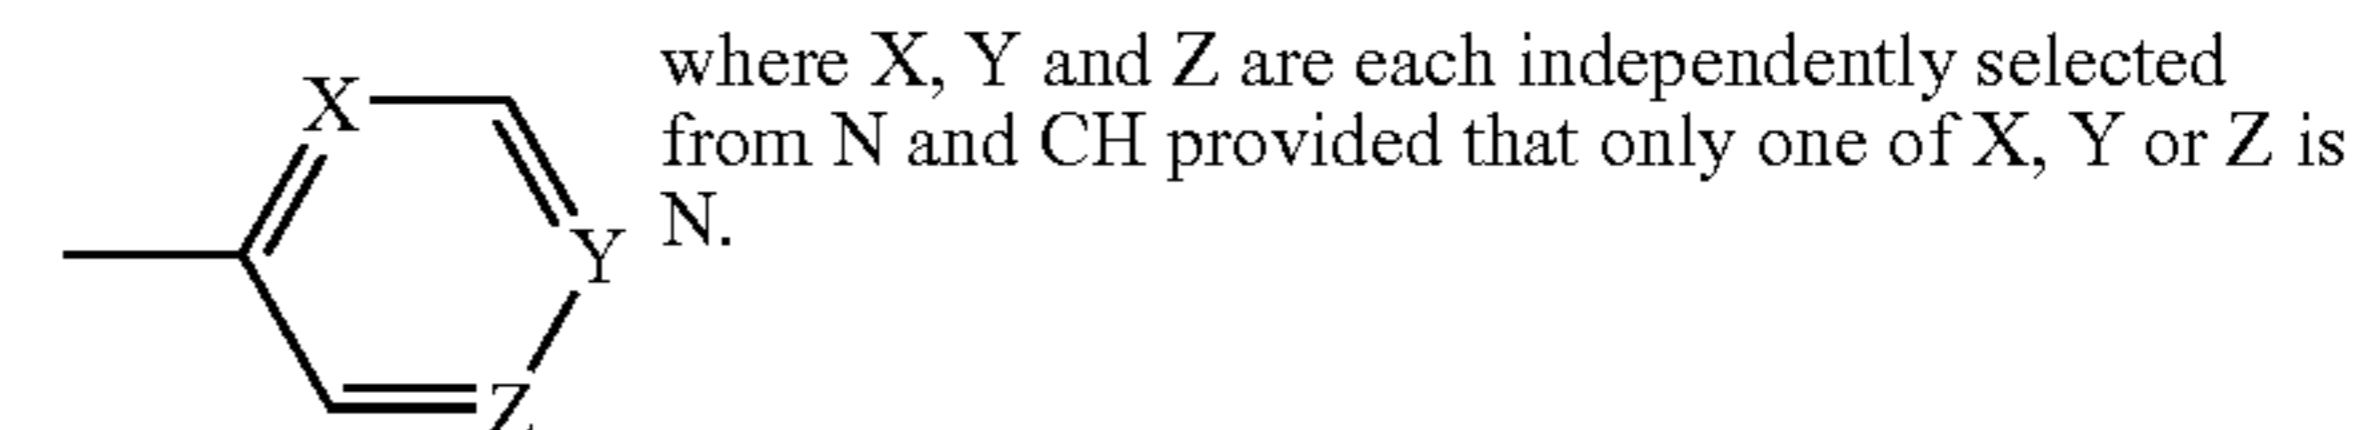 where X, Y and Z are each independently selected
from N and CH provided that only one of X, Y or Z is
N.
X
Y
Z